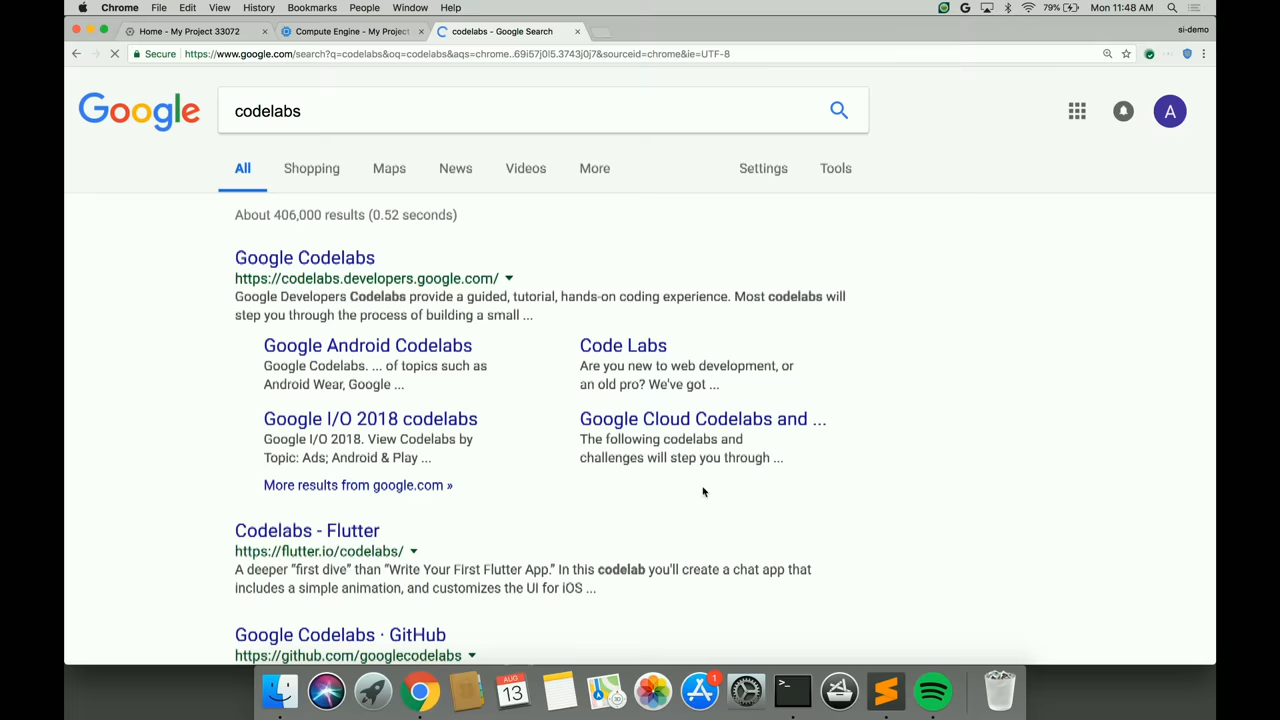 Chrome File Edit View History Bookmarks People Window Help 79% Mon 11:48 AM
Home - My Project 33072 × Compute Engine - My Project × codelabs - Google Search × si-demo
Secure https://www.google.com/search?q=codelabs&oq=codelabs&aqs=chrome..69i57j0l5.3743j0j7&sourceid=chrome&ie=UTF-8
Google codelabs A
All Shopping Maps News Videos More Settings Tools
About 406,000 results (0.52 seconds)
Google Codelabs
https://codelabs.developers.google.com/
Google Developers Codelabs provide a guided, tutorial, hands-on coding experience. Most codelabs will
step you through the process of building a small ...
Google Android Codelabs
Google Codelabs. ... of topics such as
Android Wear, Google ...
Code Labs
Are you new to web development, or
an old pro? We've got ...
Google I/O 2018 codelabs
Google I/O 2018. View Codelabs by
Topic: Ads; Android & Play ...
Google Cloud Codelabs and ...
The following codelabs and
challenges will step you through ...
More results from google.com »
Codelabs - Flutter
https://flutter.io/codelabs/
A deeper “first dive” than “Write Your First Flutter App.” In this codelab you'll create a chat app that
includes a simple animation, and customizes the UI for iOS ...
Google Codelabs · GitHub
https://github.com/googlecodelabs
AUG
13
1